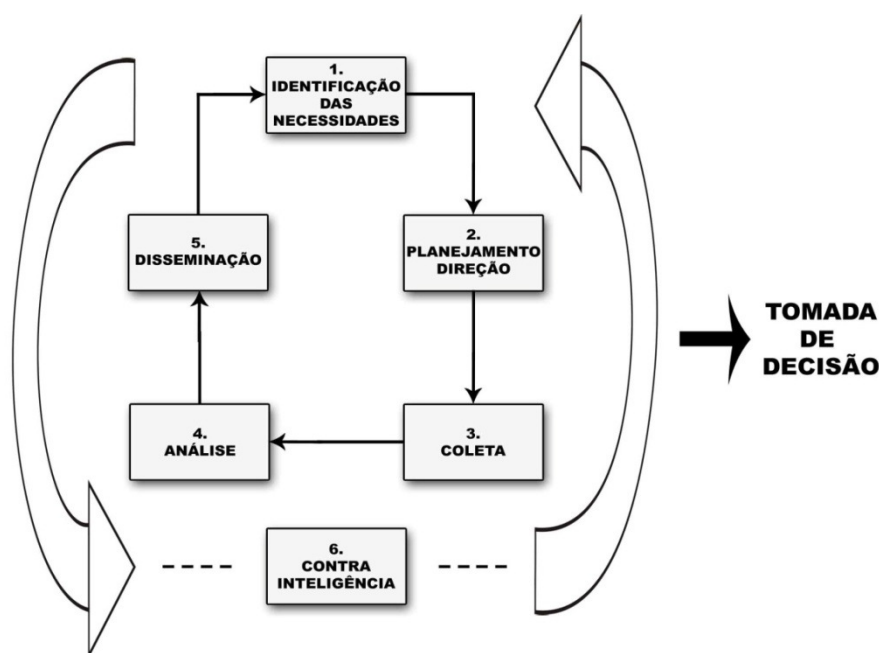 1.
IDENTIFICAÇÃO
DAS
NECESSIDADES
5.
DISSEMINAÇÃO
2.
PLANEJAMENTO
DIREÇÃO
TOMADA
DE
DECISÃO
4.
ANÁLISE
3.
COLETA
6.
CONTRA
INTELIGÊNCIA